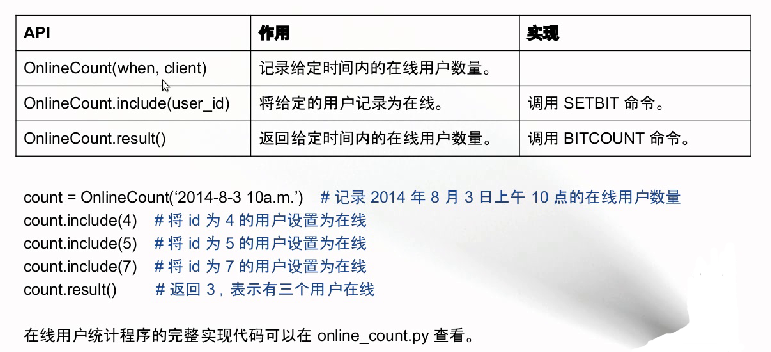 API 作用 实现
OnlineCount(when, client) 记录给定时间内的在线用户数量。
OnlineCount.include(user_id) 将给定的用户记录为在线。 调用 SETBIT 命令。
OnlineCount.result() 返回给定时间内的在线用户数量。 调用 BITCOUNT 命令。
count = OnlineCount(‘2014-8-3 10a.m.’) # 记录 2014 年 8 月 3 日上午 10 点的在线用户数量
count.include(4) # 将 id 为 4 的用户设置为在线
count.include(5) # 将 id 为 5 的用户设置为在线
count.include(7) # 将 id 为 7 的用户设置为在线
count.result() # 返回 3，表示有三个用户在线
在线用户统计程序的完整实现代码可以在 online_count.py 查看。